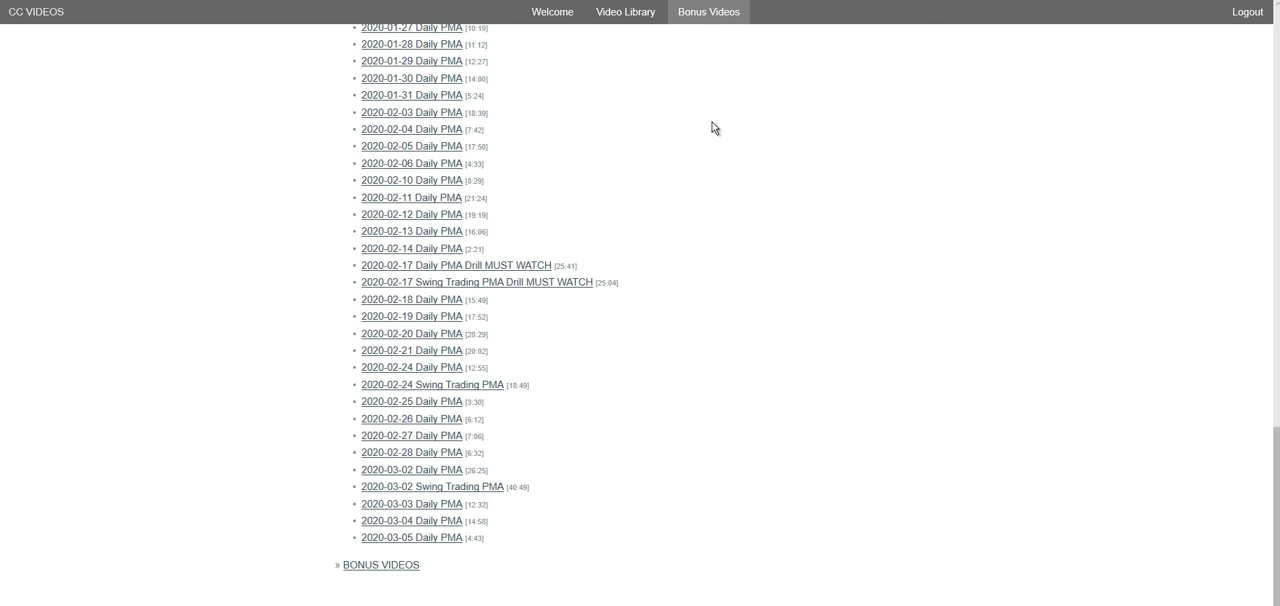 CC VIDEOS Welcome Video Library Bonus Videos Logout
• 2020-01-27 Daily PMA [10:19]
• 2020-01-28 Daily PMA [11:12]
• 2020-01-29 Daily PMA [12:27]
• 2020-01-30 Daily PMA [14:00]
• 2020-01-31 Daily PMA [5:24]
• 2020-02-03 Daily PMA [18:39]
• 2020-02-04 Daily PMA [7:42]
• 2020-02-05 Daily PMA [17:50]
• 2020-02-06 Daily PMA [4:33]
• 2020-02-10 Daily PMA [8:29]
• 2020-02-11 Daily PMA [21:24]
• 2020-02-12 Daily PMA [19:19]
• 2020-02-13 Daily PMA [16:06]
• 2020-02-14 Daily PMA [2:21]
• 2020-02-17 Daily PMA Drill MUST WATCH [25:41]
• 2020-02-17 Swing Trading PMA Drill MUST WATCH [25:04]
• 2020-02-18 Daily PMA [15:49]
• 2020-02-19 Daily PMA [17:52]
• 2020-02-20 Daily PMA [28:29]
• 2020-02-21 Daily PMA [20:02]
• 2020-02-24 Daily PMA [12:55]
• 2020-02-24 Swing Trading PMA [18:49]
• 2020-02-25 Daily PMA [3:30]
• 2020-02-26 Daily PMA [6:12]
• 2020-02-27 Daily PMA [7:06]
• 2020-02-28 Daily PMA [6:32]
• 2020-03-02 Daily PMA [26:25]
• 2020-03-02 Swing Trading PMA [40:49]
• 2020-03-03 Daily PMA [12:32]
• 2020-03-04 Daily PMA [14:58]
• 2020-03-05 Daily PMA [4:43]
» BONUS VIDEOS